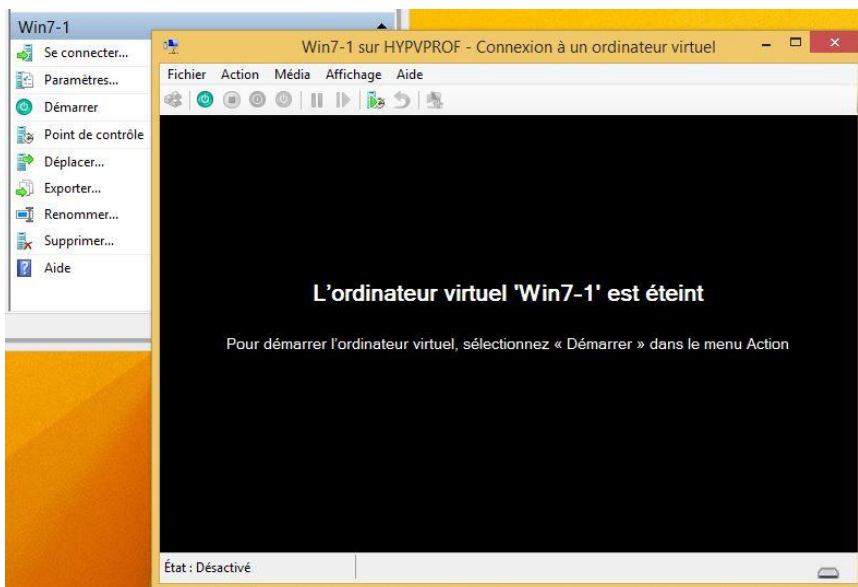 Win7-1
Se connecter...
Paramètres...
Démarrer
Point de contrôle
Déplacer...
Exporter...
Renommer...
Supprimer...
Aide
Win7-1 sur HYPVPROF - Connexion à un ordinateur virtuel
Fichier Action Média Affichage Aide
L'ordinateur virtuel 'Win7-1' est éteint
Pour démarrer l'ordinateur virtuel, sélectionnez « Démarrer » dans le menu Action
État : Désactivé